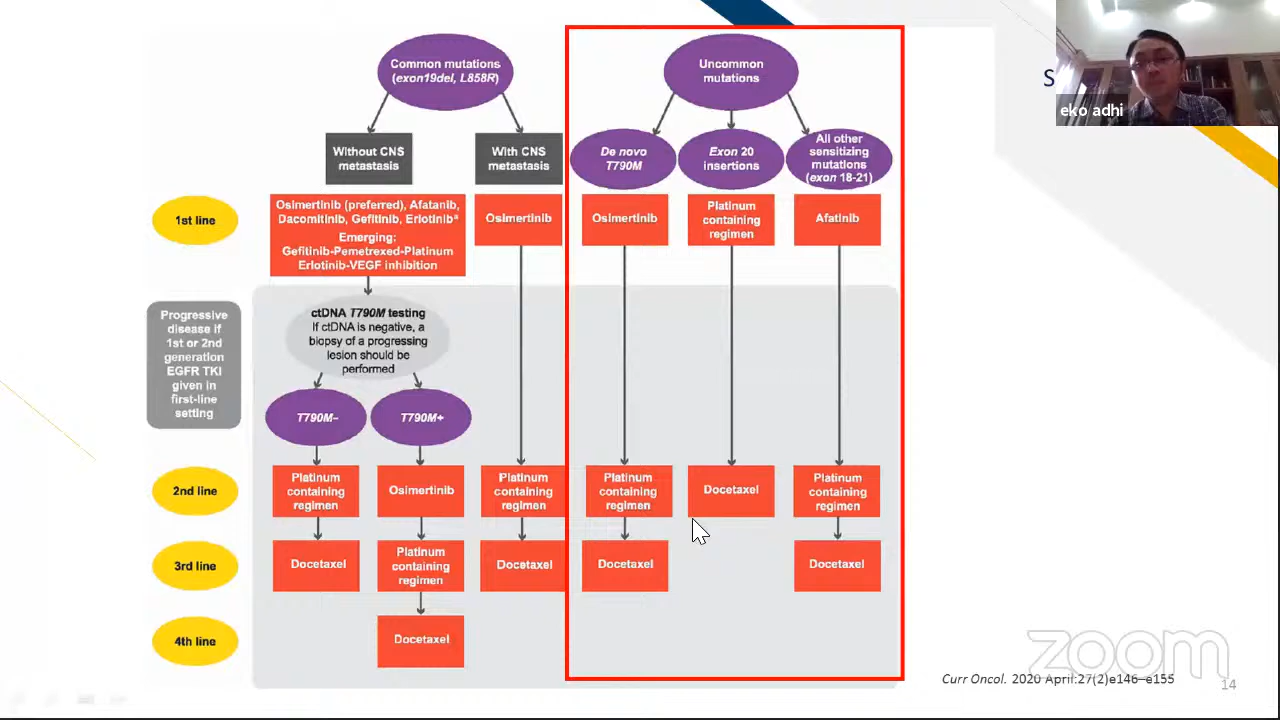 Common mutations
(exon19del, L858R)
Uncommon
mutations
S
eko adhi
Without CNS
metastasis
With CNS
metastasis
De novo
T790M
Exon 20
insertions
All other
sensitizing
mutations
(exon 18-21)
1st line
Osimertinib (preferred), Afatanib,
Dacomitinib, Gefitinib, Erlotinibª
Emerging:
Gefitinib-Pemetrexed-Platinum
Erlotinib-VEGF inhibition
Osimertinib
Osimertinib
Platinum
containing
regimen
Afatinib
Progressive
disease if
1st or 2nd
generation
EGFR TKI
given in
first-line
setting
ctDNA T790M testing
If ctDNA is negative, a
biopsy of a progressing
lesion should be
performed
T790M–
T790M+
2nd line
Platinum
containing
regimen
Osimertinib
Platinum
containing
regimen
Platinum
containing
regimen
Docetaxel
Platinum
containing
regimen
3rd line
Docetaxel
Platinum
containing
regimen
Docetaxel
Docetaxel
Docetaxel
4th line
Docetaxel
zoom
Curr Oncol. 2020 April:27(2)e146–e155
14